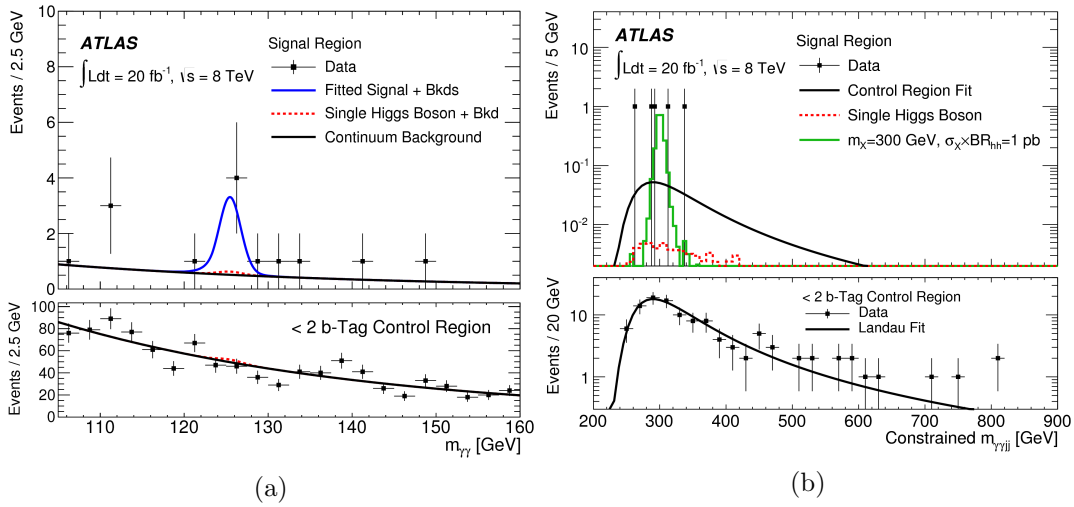 Events / 2.5 GeV
10
8
6
4
2
0
ATLAS
∫Ldt = 20 fb⁻¹, √s = 8 TeV
Signal Region
Data
Fitted Signal + Bkds
Single Higgs Boson + Bkd
Continuum Background
Events / 2.5 GeV
100
80
60
40
20
0
< 2 b-Tag Control Region
110 120 130 140 150 160
m_γγ [GeV]
(a)
Events / 5 GeV
10
1
10⁻¹
10⁻²
ATLAS
∫Ldt = 20 fb⁻¹, √s = 8 TeV
Signal Region
Data
Control Region Fit
Single Higgs Boson
m_X=300 GeV, σ_X×BR_hh=1 pb
Events / 20 GeV
10
1
< 2 b-Tag Control Region
Data
Landau Fit
200 300 400 500 600 700 800 900
Constrained m_γγjj [GeV]
(b)